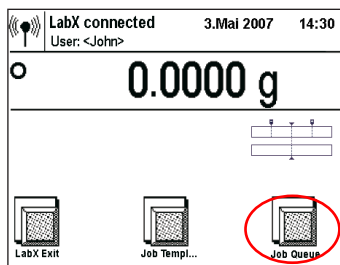 LabX connected 3.Mai 2007 14:30
User: <John>
0.0000 g
LabX Exit Job Templ... Job Queue